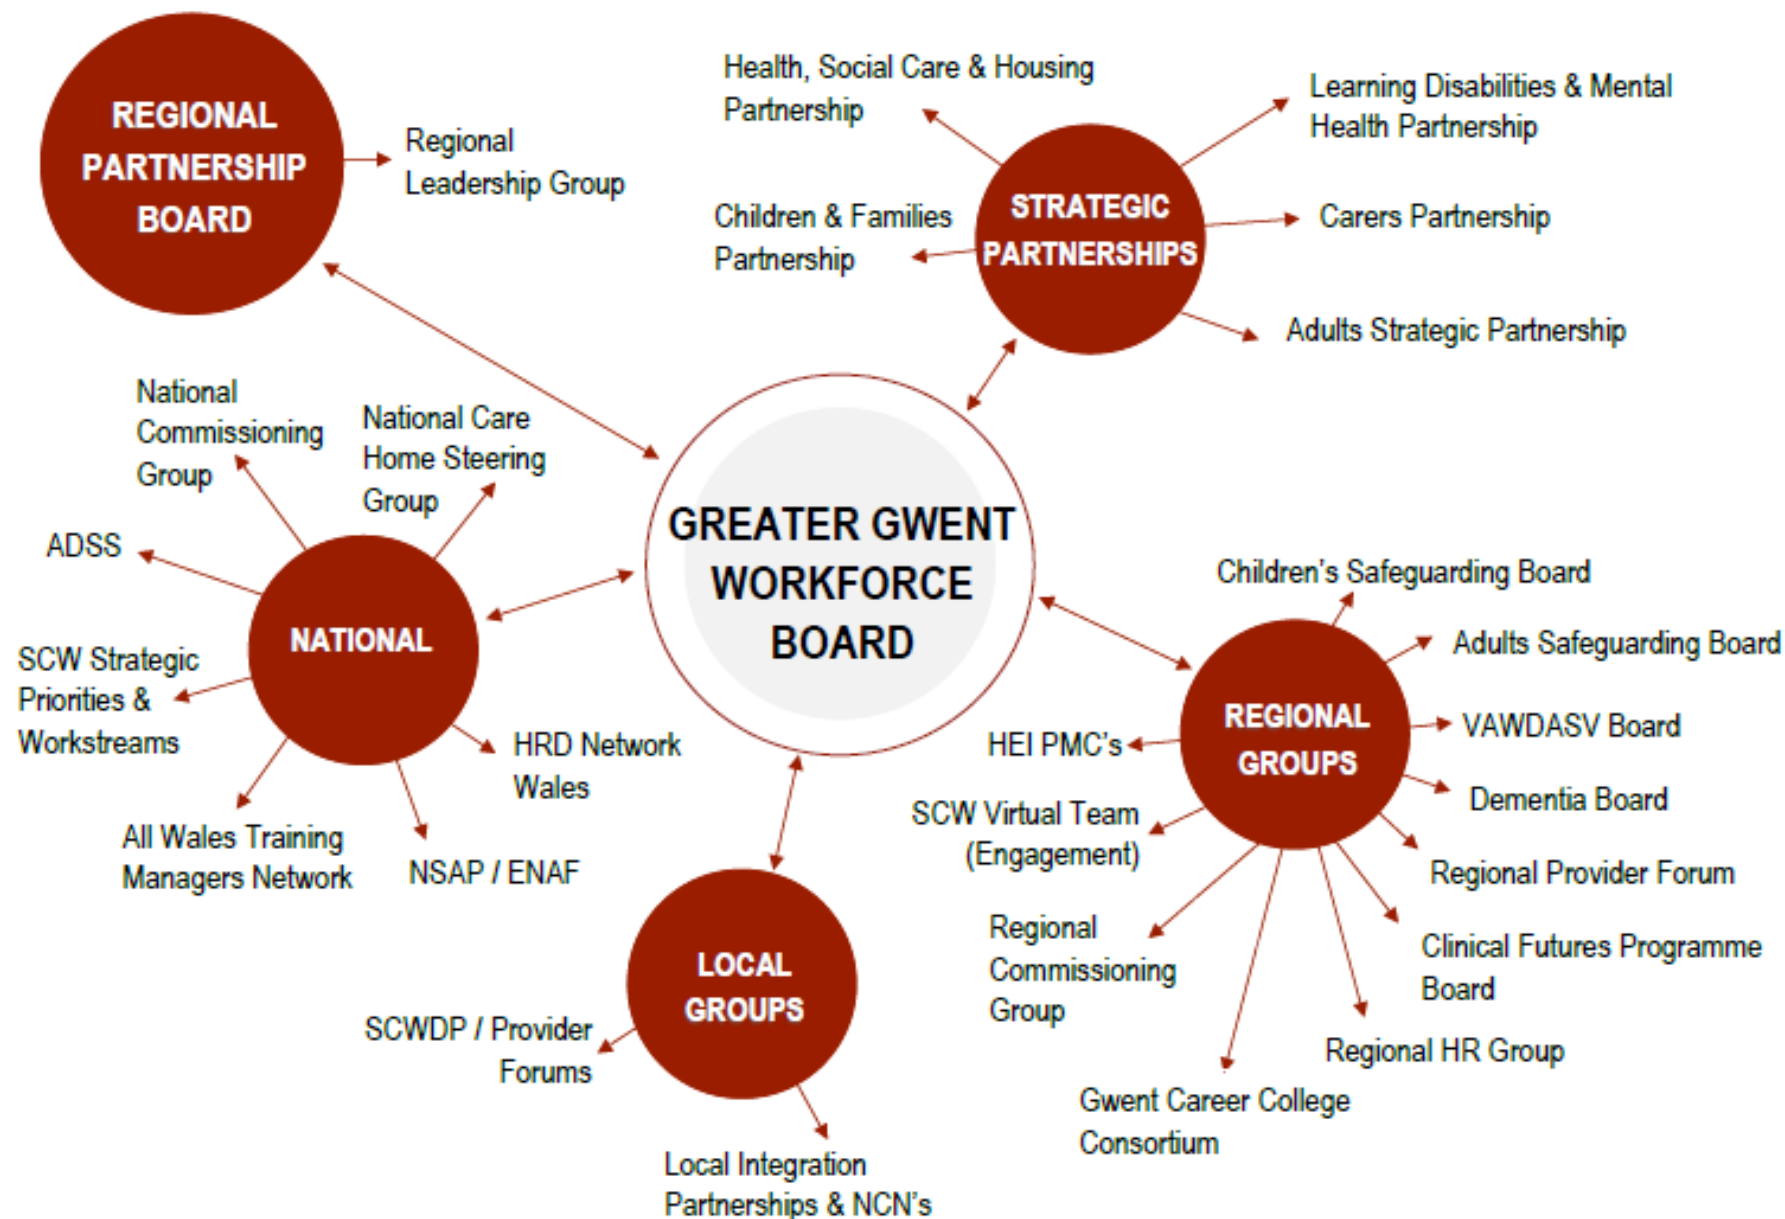 REGIONAL
PARTNERSHIP
BOARD
Regional
Leadership Group
Health, Social Care & Housing
Partnership
Learning Disabilities & Mental
Health Partnership
STRATEGIC
PARTNERSHIPS
Children & Families
Partnership
Carers Partnership
Adults Strategic Partnership
National
Commissioning
Group
National Care
Home Steering
Group
ADSS
NATIONAL
SCW Strategic
Priorities &
Workstreams
HRD Network
Wales
All Wales Training
Managers Network
NSAP / ENAF
GREATER GWENT
WORKFORCE
BOARD
Children's Safeguarding Board
Adults Safeguarding Board
REGIONAL
GROUPS
VAWDASV Board
HEI PMC's
Dementia Board
SCW Virtual Team
(Engagement)
Regional Provider Forum
Regional
Commissioning
Group
Clinical Futures Programme
Board
Regional HR Group
Gwent Career College
Consortium
LOCAL
GROUPS
SCWDP / Provider
Forums
Local Integration
Partnerships & NCN's